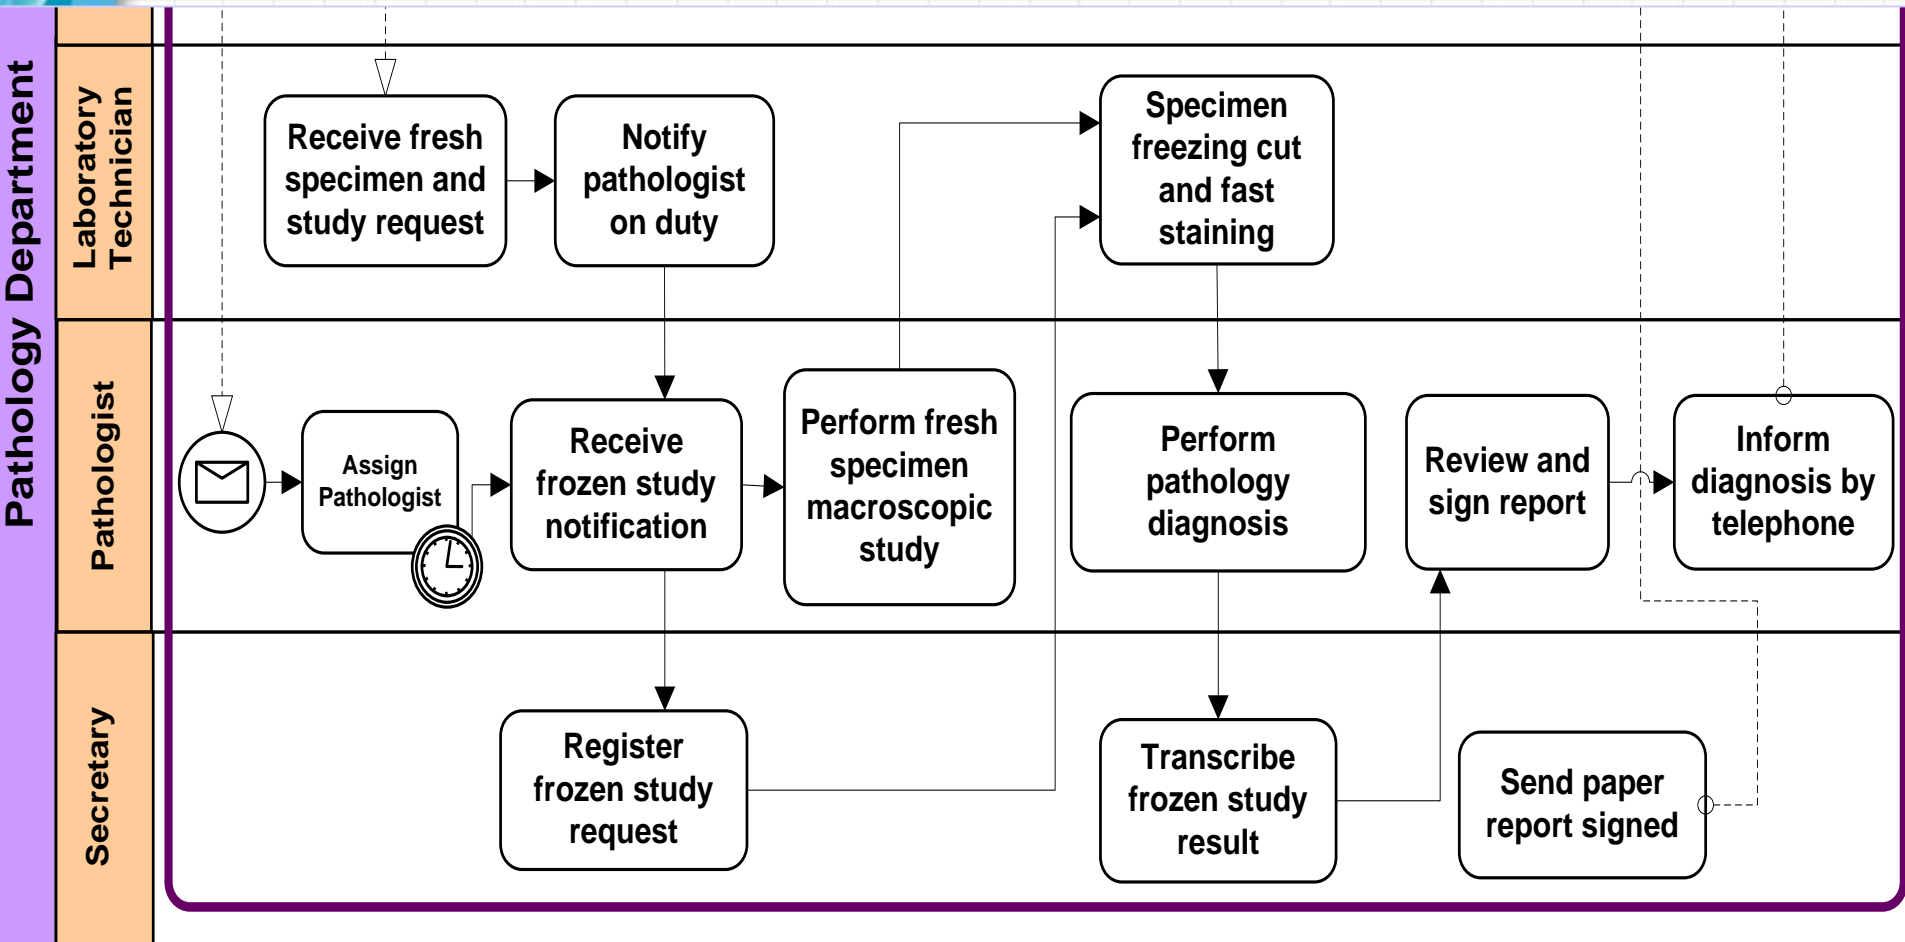 Pathology Department
Laboratory
Technician
Receive fresh
specimen and
study request
Notify
pathologist
on duty
Specimen
freezing cut
and fast
staining
Pathologist
Assign
Pathologist
Receive
frozen study
notification
Perform fresh
specimen
macroscopic
study
Perform
pathology
diagnosis
Review and
sign report
Inform
diagnosis by
telephone
Secretary
Register
frozen study
request
Transcribe
frozen study
result
Send paper
report signed